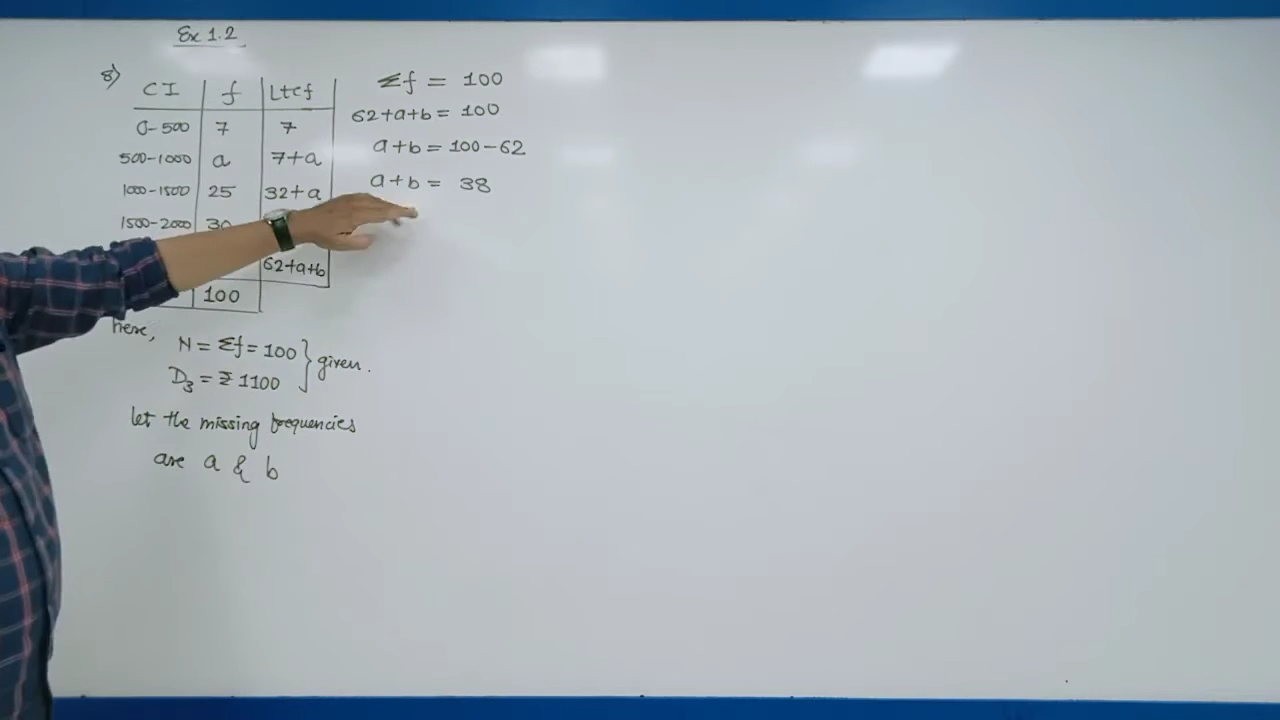 Ex 1.2
8)
CI f Ltcf
0-500 7 7
500-1000 a 7+a
1000-1500 25 32+a
1500-2000 30
62+a+b
100
Σf = 100
62+a+b = 100
a+b = 100-62
a+b = 38
here,
N = Σf = 100
D3 = ₹ 1100
given.
let the missing frequencies
are a & b